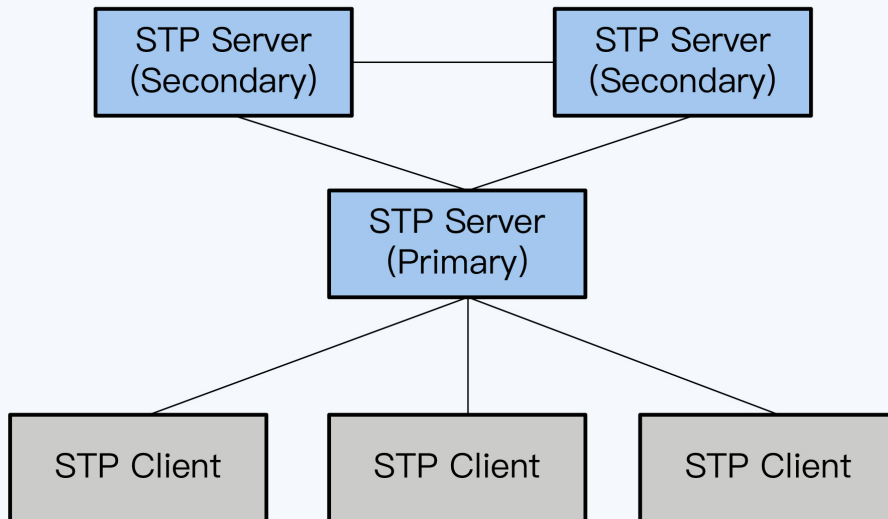 STP Server
(Secondary)
STP Server
(Secondary)
STP Server
(Primary)
STP Client
STP Client
STP Client